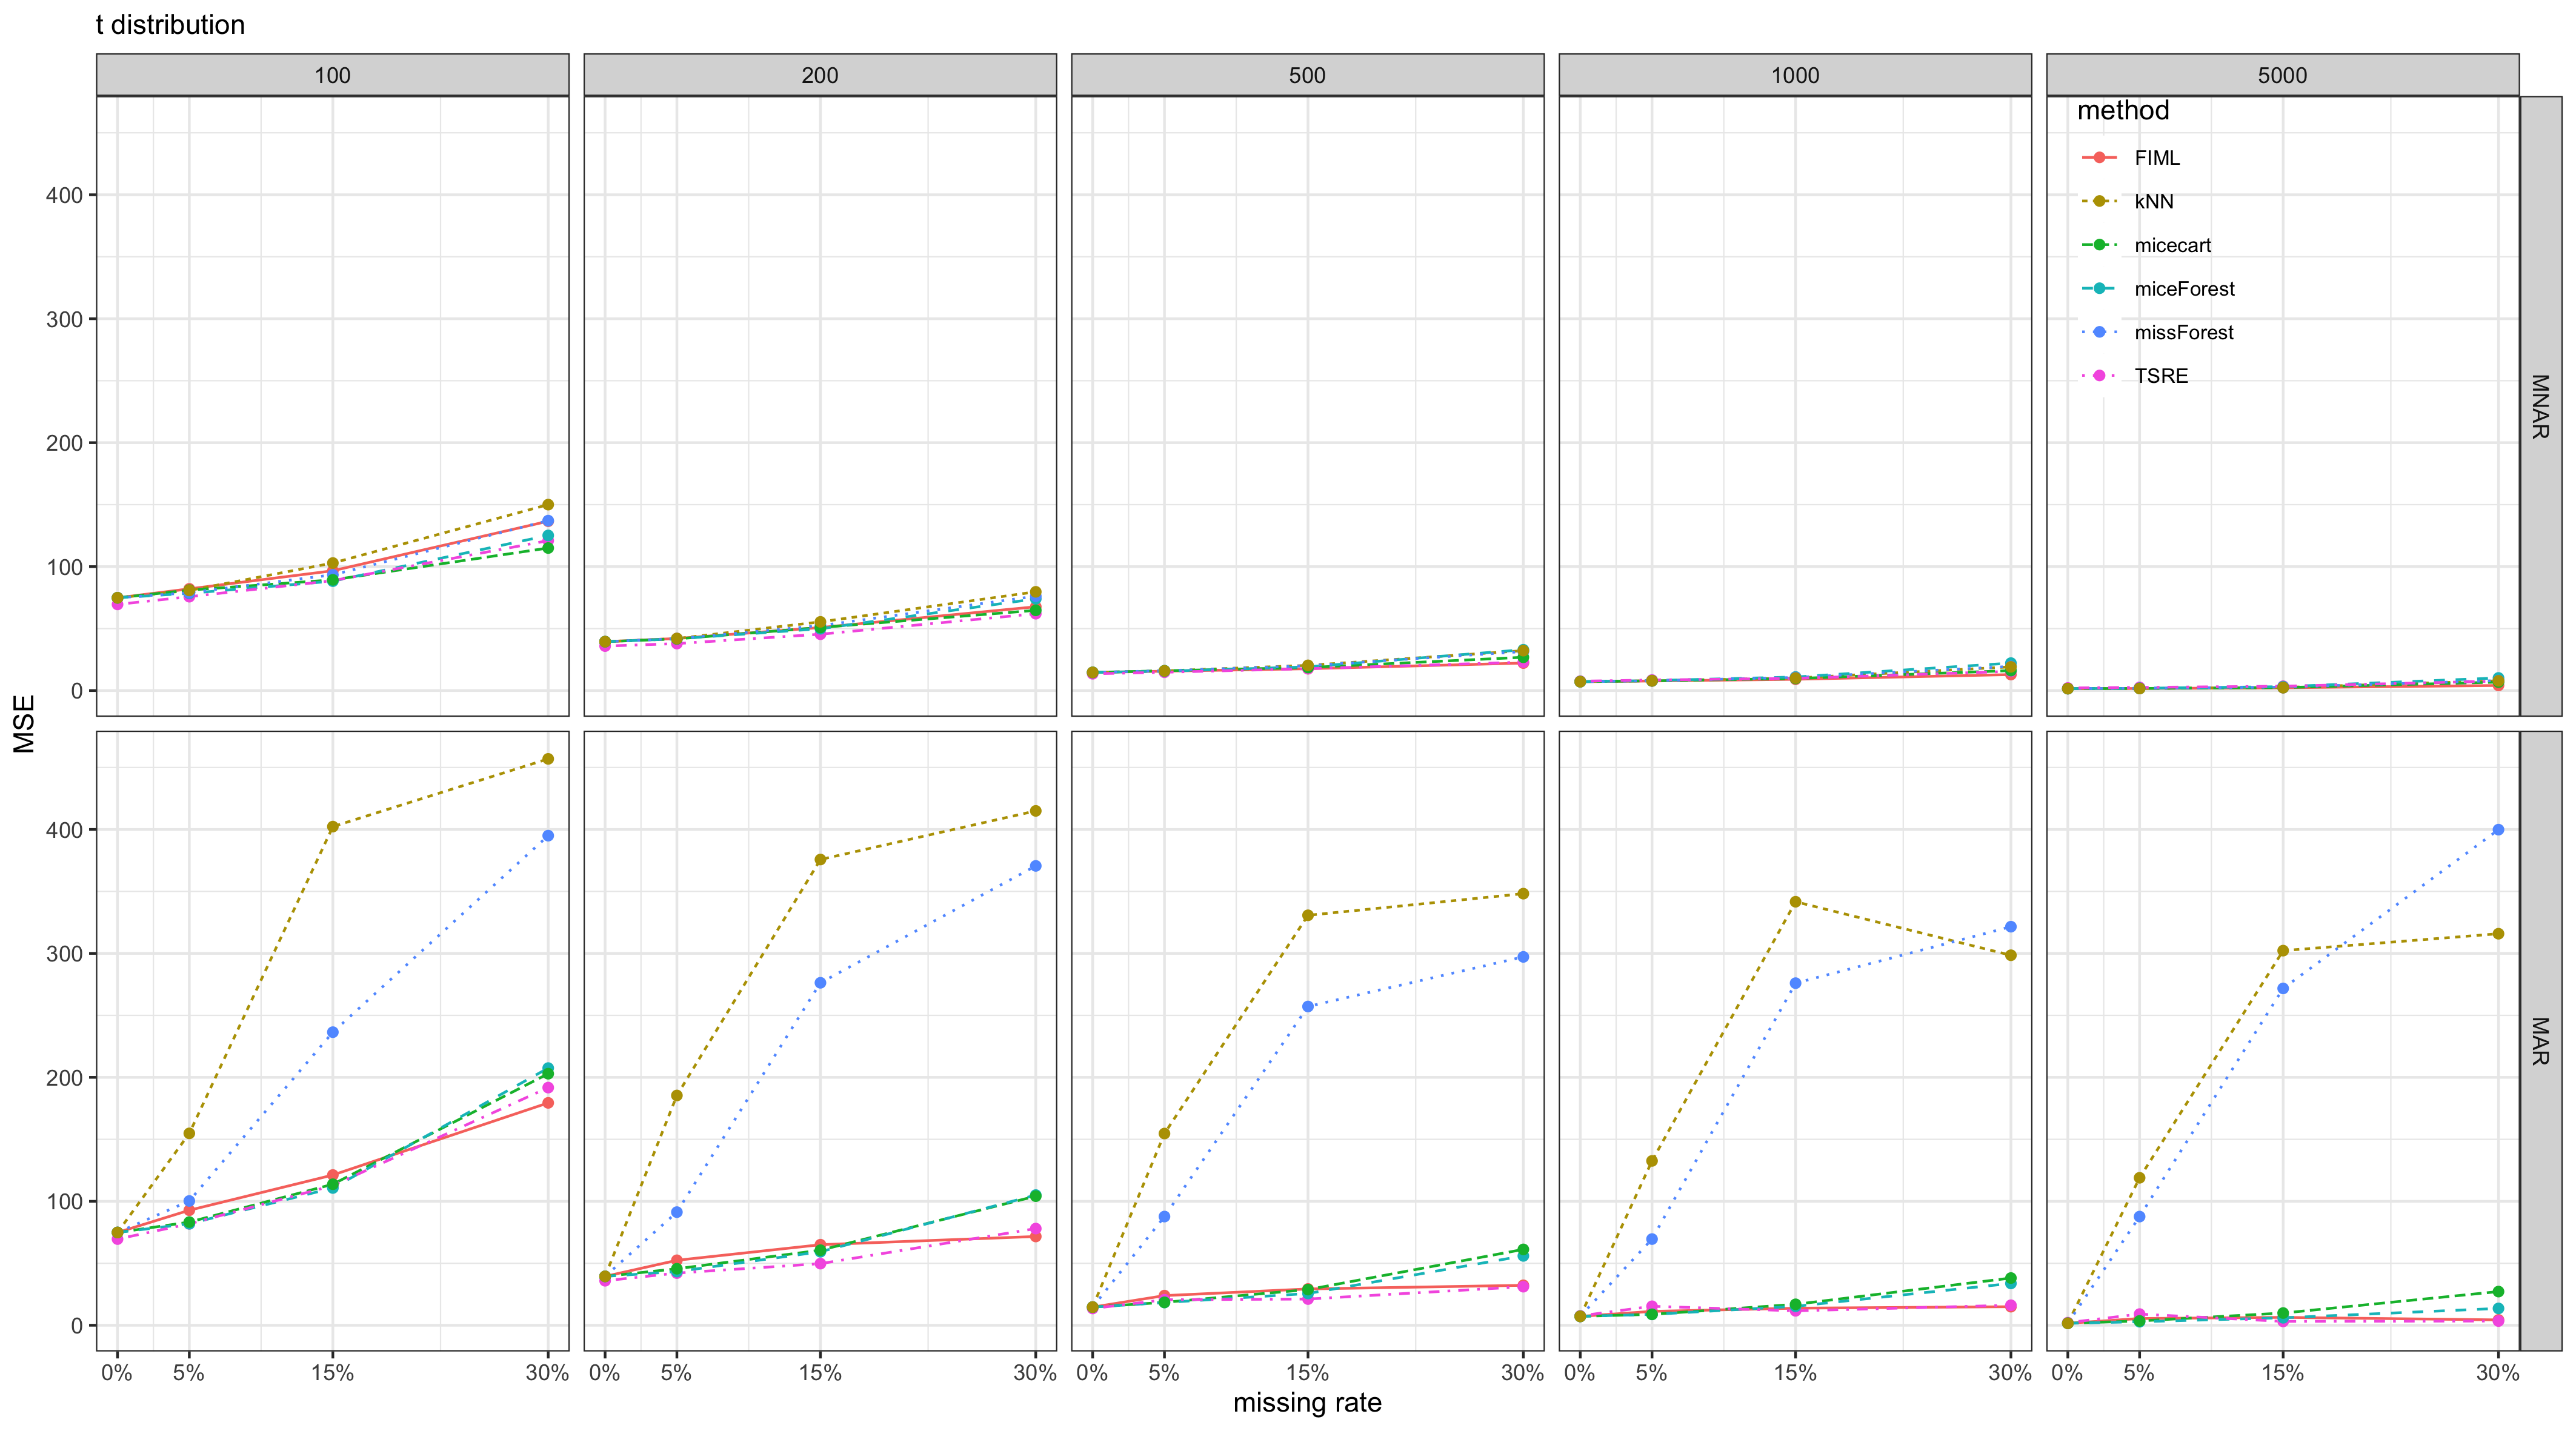 t distribution
100 200 500 1000 5000
method
FIML
kNN
micecart
miceForest
missForest
TSRE
400
300
200
100
0
MNAR
MSE
400
300
200
100
0
MAR
0% 5% 15% 30% 0% 5% 15% 30% 0% 5% 15% 30% 0% 5% 15% 30% 0% 5% 15% 30%
missing rate